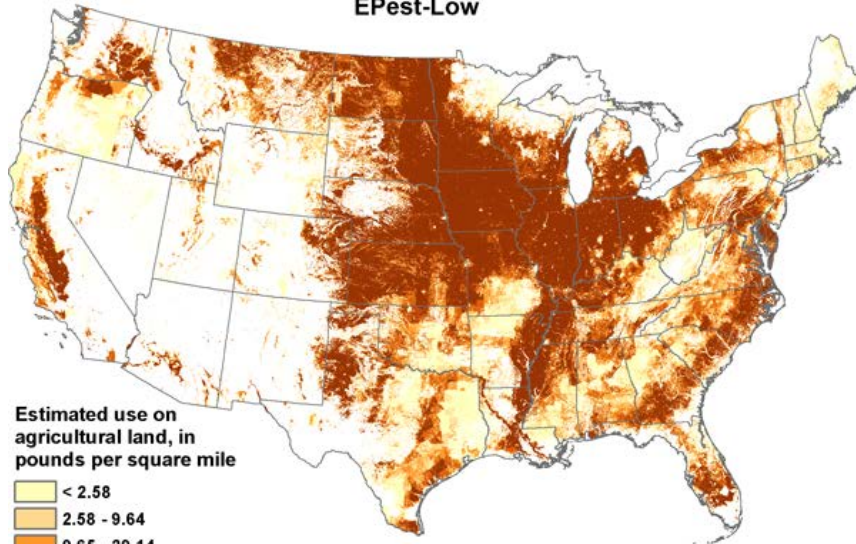 EPest-Low
Estimated use on
agricultural land, in
pounds per square mile
< 2.58
2.58 - 9.64